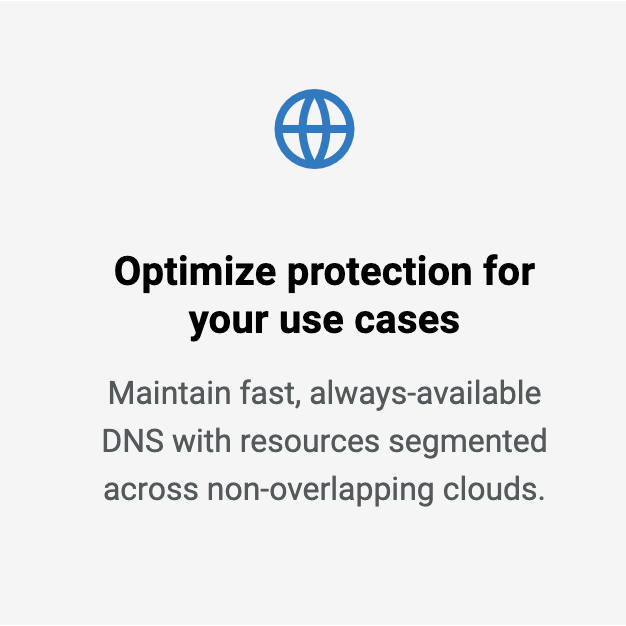 Optimize protection for
your use cases
Maintain fast, always-available
DNS with resources segmented
across non-overlapping clouds.